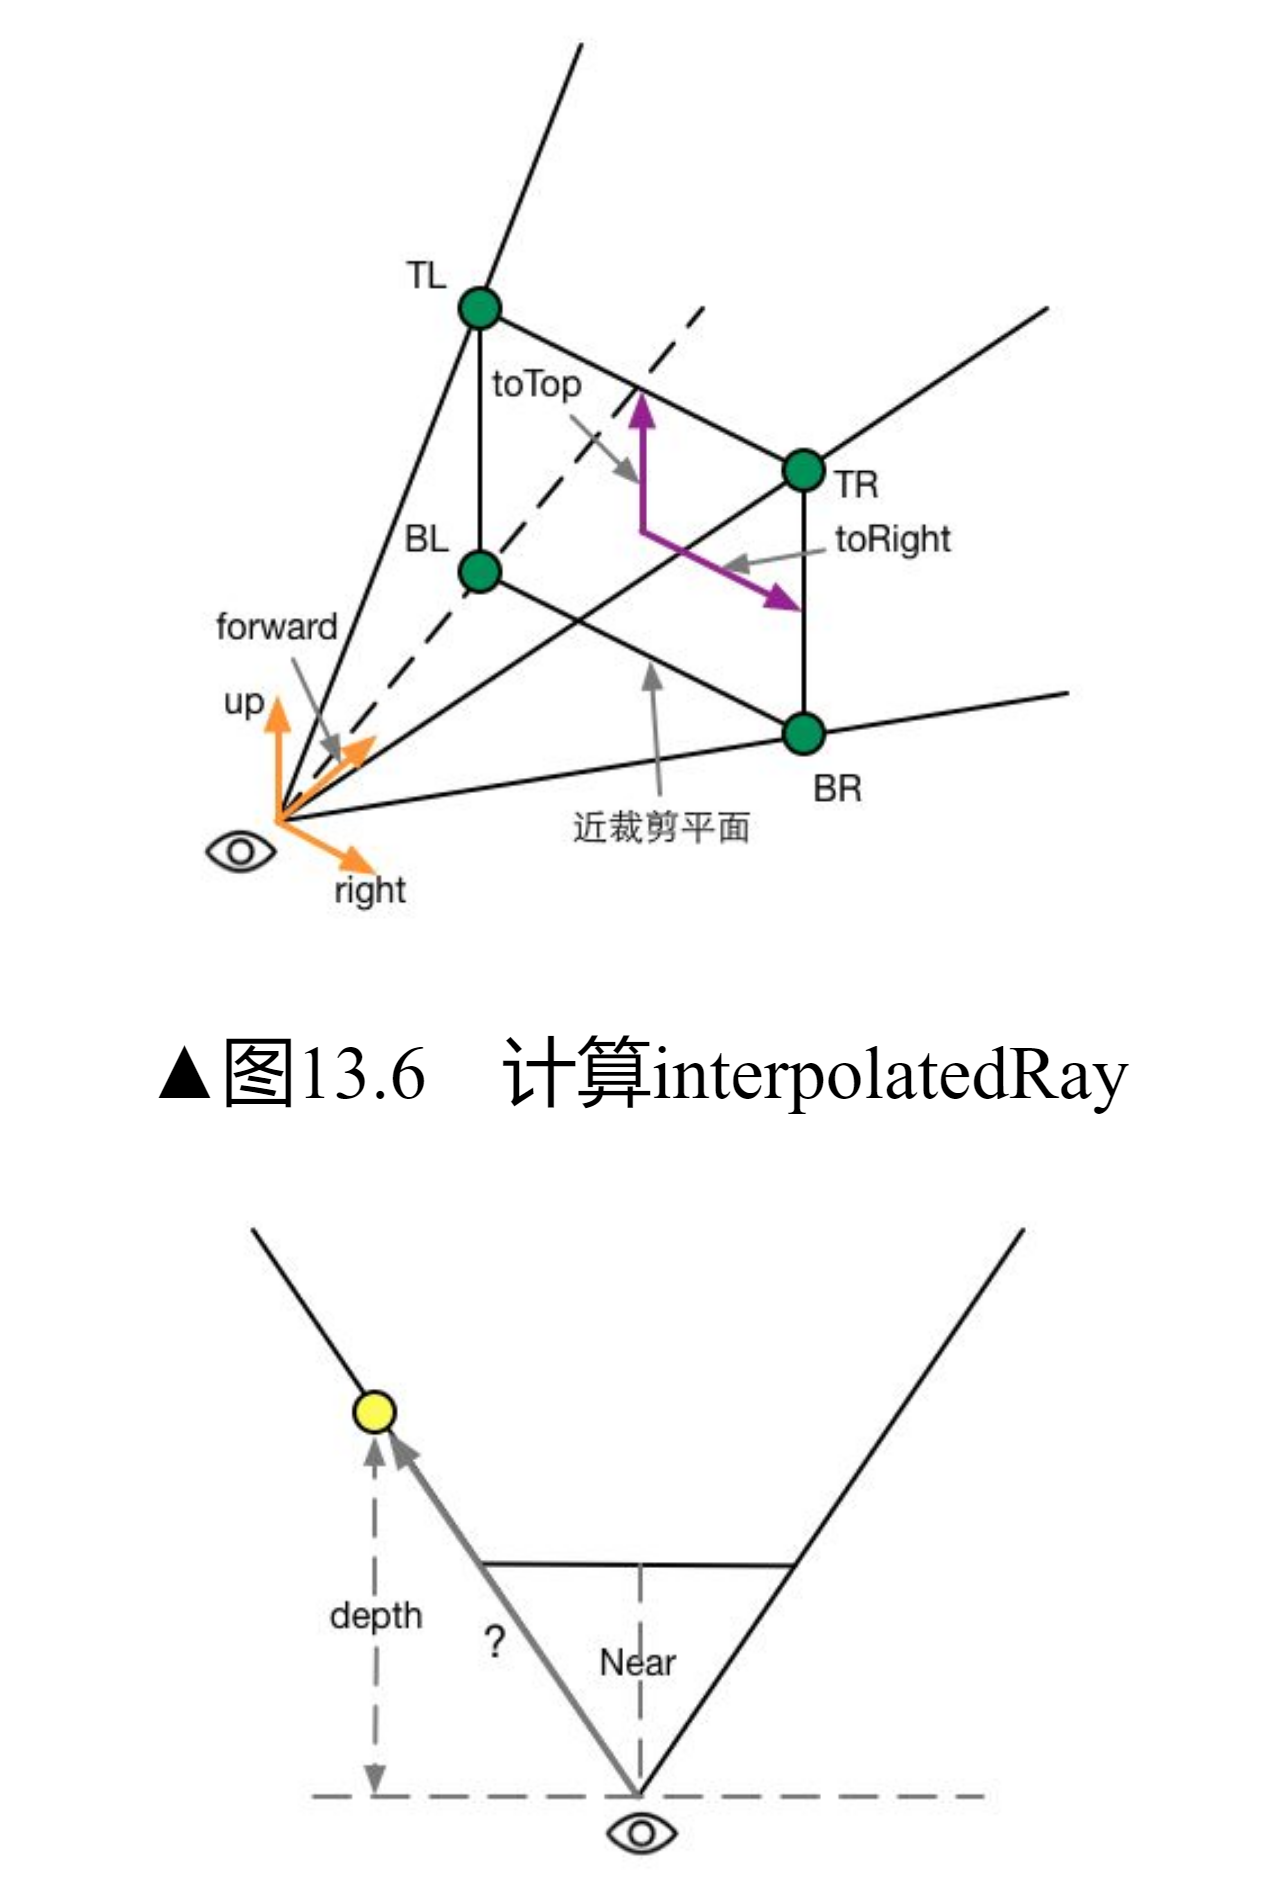 TL
toTop
TR
BL
toRight
forward
up
BR
近裁剪平面
right
▲图13.6 计算interpolatedRay
depth
?
Near